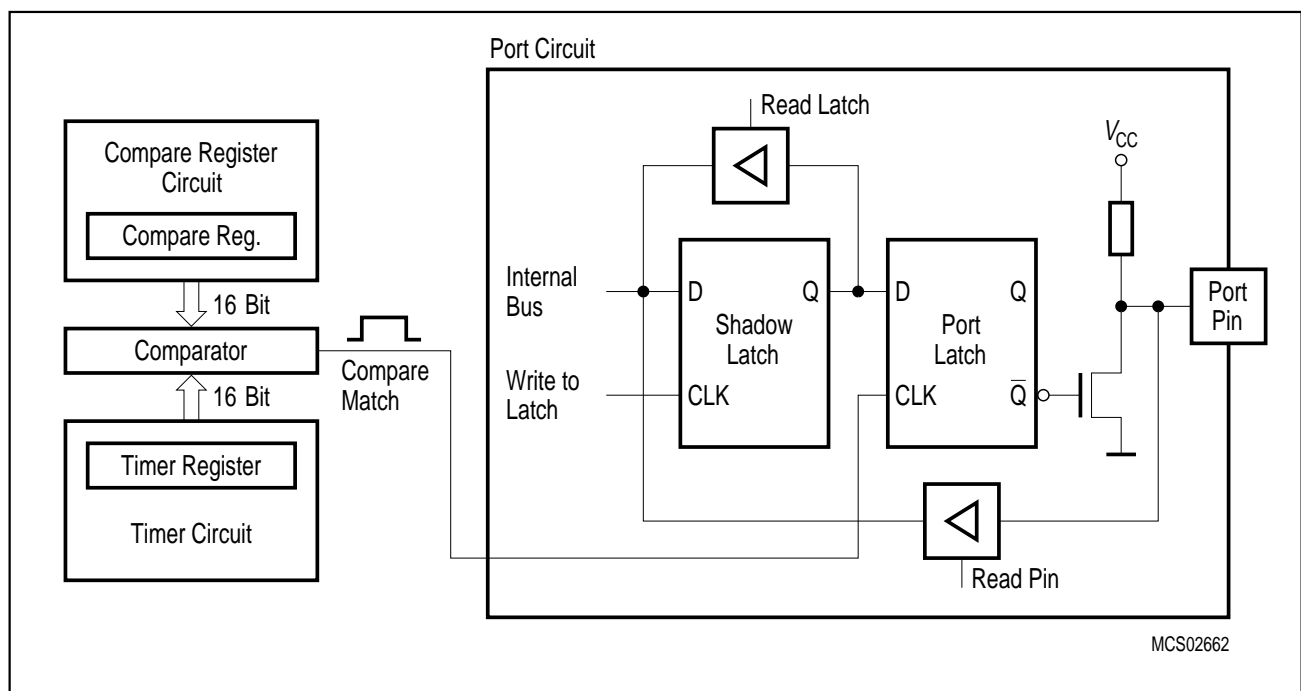 Port Circuit
Compare Register
Circuit
Compare Reg.
16 Bit
Comparator
16 Bit
Timer Register
Timer Circuit
Compare
Match
Read Latch
Internal
Bus
Write to
Latch
D
Q
Shadow
Latch
CLK
D
Q
Port
Latch
CLK
Q̅
VCC
Port
Pin
Read Pin
MCS02662